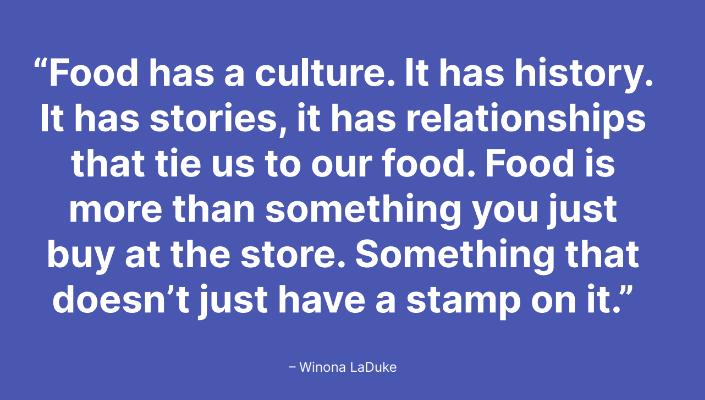 “Food has a culture. It has history.
It has stories, it has relationships
that tie us to our food. Food is
more than something you just
buy at the store. Something that
doesn’t just have a stamp on it.”
– Winona LaDuke